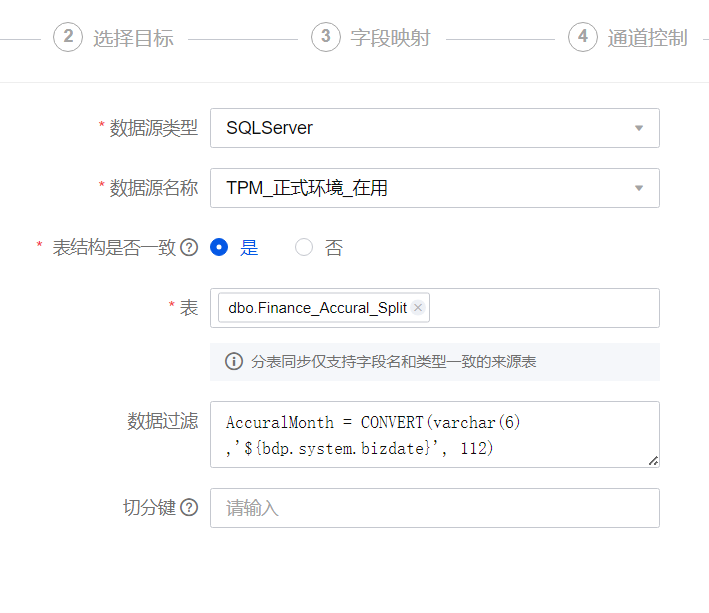 2 选择目标 3 字段映射 4 通道控制
* 数据源类型 SQLServer
* 数据源名称 TPM_正式环境_在用
* 表结构是否一致 ? 是 否
* 表 dbo.Finance_Accural_Split ×
分表同步仅支持字段名和类型一致的来源表
数据过滤 AccuralMonth = CONVERT(varchar(6)
,'${bdp.system.bizdate}', 112)
切分键 ? 请输入